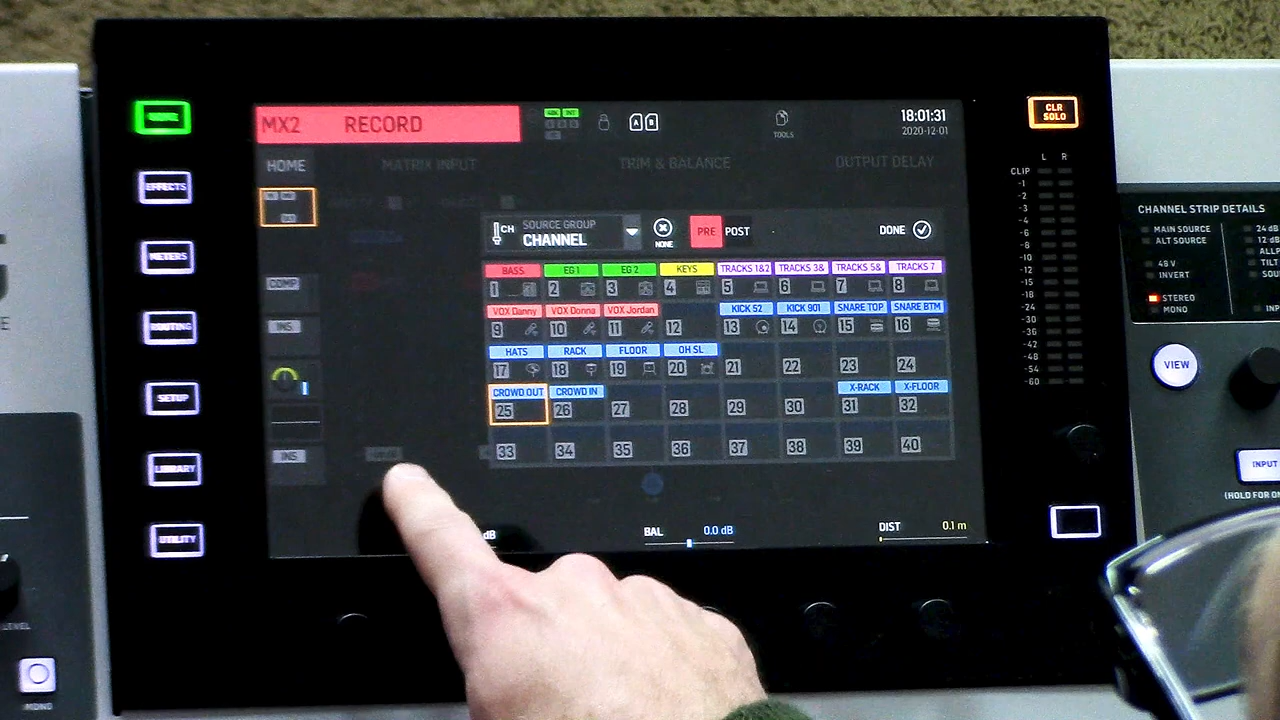 MX2 RECORD
48K INT
A B
TOOLS
18:01:31
2020-12-01
HOME
MATRIX INPUT
TRIM & BALANCE
OUTPUT DELAY
CH
SOURCE GROUP
CHANNEL
NONE
PRE POST
DONE
BASS EG 1 EG 2 KEYS TRACKS 1&2 TRACKS 3& TRACKS 5& TRACKS 7
1 2 3 4 5 6 7 8
VOX Danny VOX Donna VOX Jordan KICK 52 KICK 901 SNARE TOP SNARE BTM
9 10 11 12 13 14 15 16
HATS RACK FLOOR OH SL
17 18 19 20 21 22 23 24
CROWD OUT CROWD IN X-RACK X-FLOOR
25 26 27 28 29 30 31 32
33 34 35 36 37 38 39 40
COMP
INS
INS
dB
BAL 0.0 dB
DIST 0.1 m
HOME
EFFECTS
METERS
ROUTING
SETUP
LIBRARY
UTILITY
CLR
SOLO
L R
CLIP
-1
-2
-3
-4
-6
-8
-10
-12
-15
-18
-24
-30
-36
-42
-48
-54
-60
CHANNEL STRIP DETAILS
MAIN SOURCE
ALT SOURCE
48 V
INVERT
STEREO
MONO
24 dB
12 dB
VIEW
INPUT
(HOLD FOR
MONO